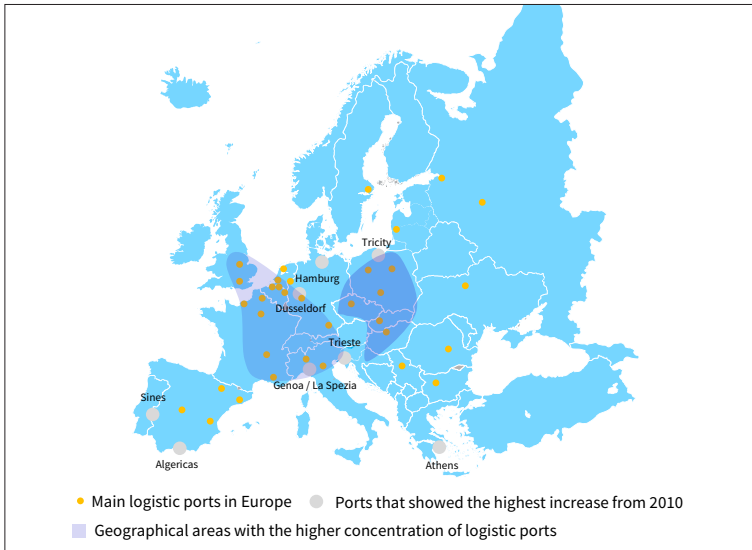 Tricity
Hamburg
Dusseldorf
Trieste
Genoa / La Spezia
Sines
Algericas
Athens
Main logistic ports in Europe
Ports that showed the highest increase from 2010
Geographical areas with the higher concentration of logistic ports